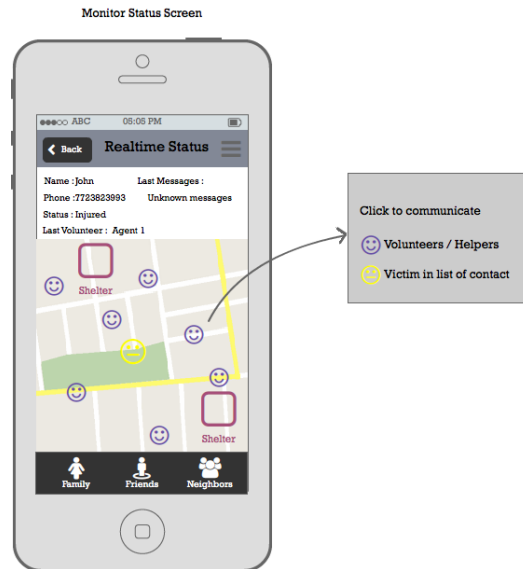 Monitor Status Screen
ABC 05:05 PM
Back Realtime Status
Name : John Last Messages :
Phone :7723823993 Unknown messages
Status : Injured
Last Volunteer : Agent 1
Shelter
Shelter
Family Friends Neighbors
Click to communicate
Volunteers / Helpers
Victim in list of contact